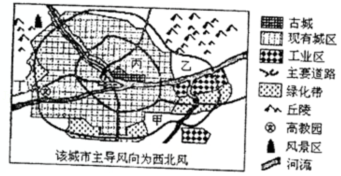 古城
现有城区
工业区
主要道路
绿化带
丘陵
高教园
风景区
河流
丙
乙
丁
甲
该城市主导风向为西北风